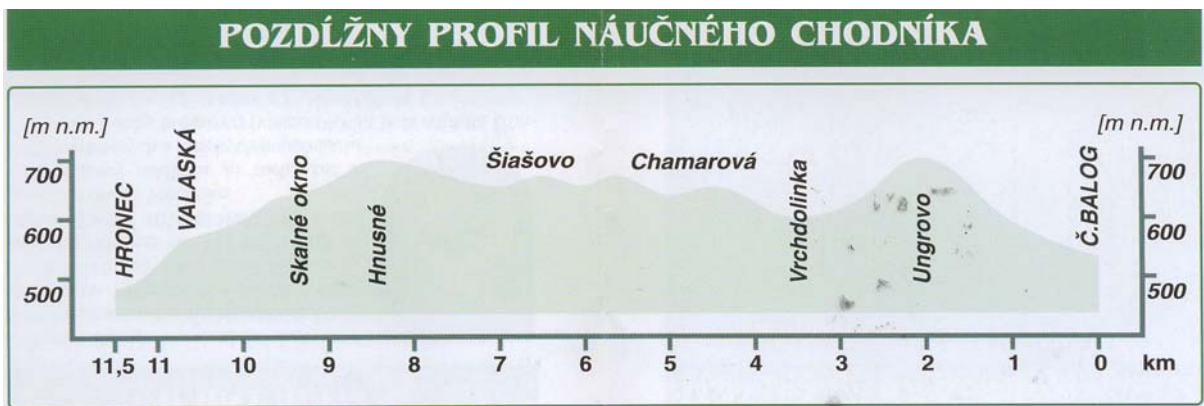 POZDĹŽNY PROFIL NÁUČNÉHO CHODNÍKA
[m n.m.]
[m n.m.]
700
600
500
HRONEC
VALASKÁ
Skalné okno
Hnusné
Šiašovo
Chamarová
Vrchdolinka
Ungrovo
Č.BALOG
700
600
500
11,5 11 10 9 8 7 6 5 4 3 2 1 0 km